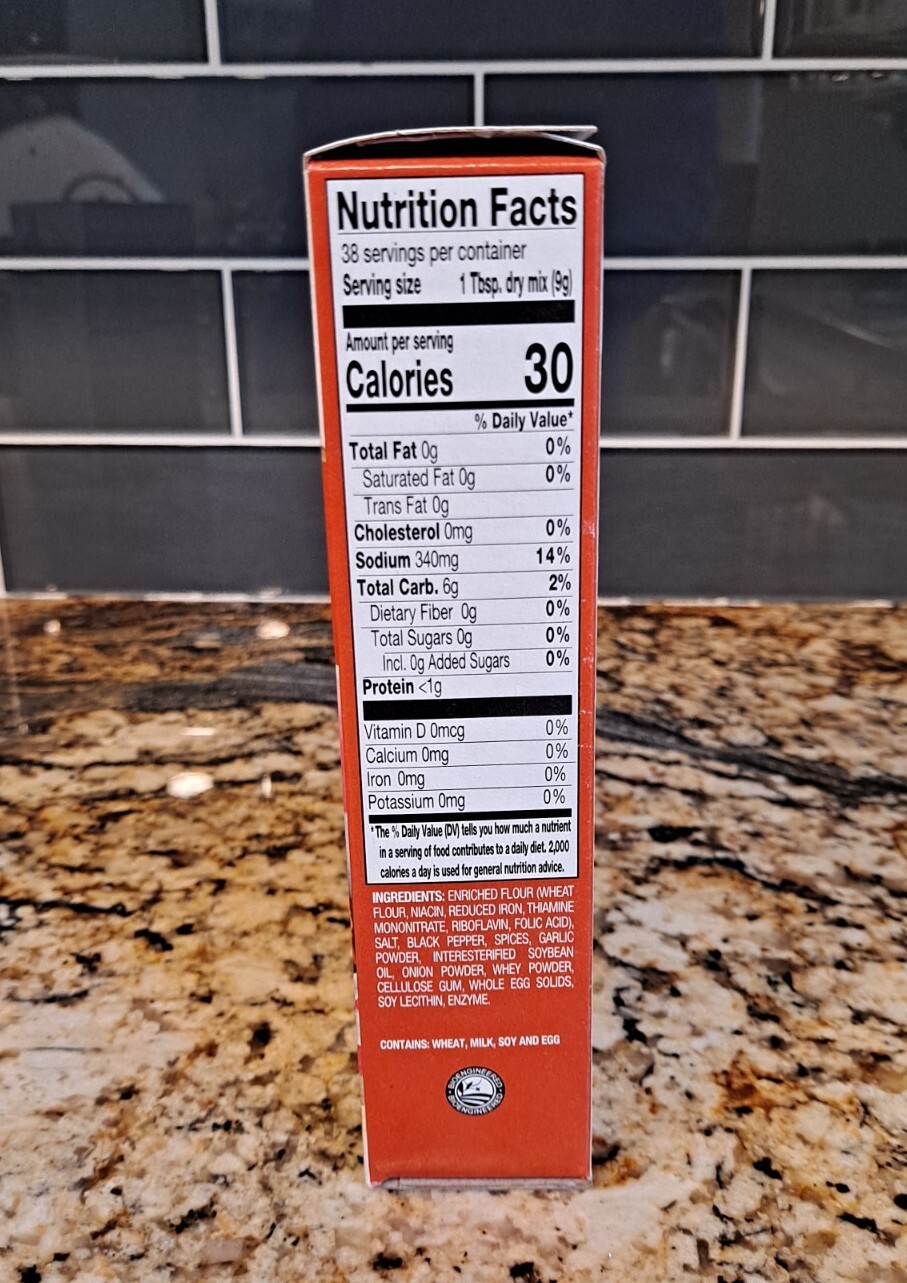 Nutrition Facts
38 servings per container
Serving size 1 Tbsp. dry mix (9g)
Amount per serving
Calories 30
% Daily Value*
Total Fat 0g 0%
Saturated Fat 0g 0%
Trans Fat 0g
Cholesterol 0mg 0%
Sodium 340mg 14%
Total Carb. 6g 2%
Dietary Fiber 0g 0%
Total Sugars 0g 0%
Incl. 0g Added Sugars 0%
Protein <1g
Vitamin D 0mcg 0%
Calcium 0mg 0%
Iron 0mg 0%
Potassium 0mg 0%
*The % Daily Value (DV) tells you how much a nutrient
in a serving of food contributes to a daily diet. 2,000
calories a day is used for general nutrition advice.
INGREDIENTS: ENRICHED FLOUR (WHEAT
FLOUR, NIACIN, REDUCED IRON, THIAMINE
MONONITRATE, RIBOFLAVIN, FOLIC ACID),
SALT, BLACK PEPPER, SPICES, GARLIC
POWDER, INTERESTERIFIED SOYBEAN
OIL, ONION POWDER, WHEY POWDER,
CELLULOSE GUM, WHOLE EGG SOLIDS,
SOY LECITHIN, ENZYME.
CONTAINS: WHEAT, MILK, SOY AND EGG
BIOENGINEERED
BIOENGINEERED